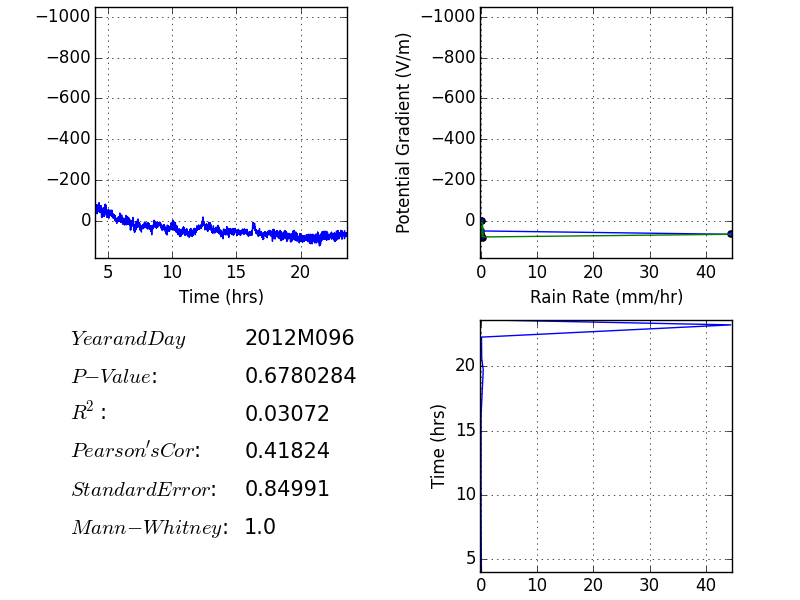 −1000
−800
−600
−400
−200
0
5 10 15 20
Time (hrs)
Potential Gradient (V/m)
−1000
−800
−600
−400
−200
0
0 10 20 30 40
Rain Rate (mm/hr)
YearandDay 2012M096
P−Value: 0.6780284
R²: 0.03072
Pearson'sCor: 0.41824
StandardError: 0.84991
Mann−Whitney: 1.0
Time (hrs)
20
15
10
5
0 10 20 30 40